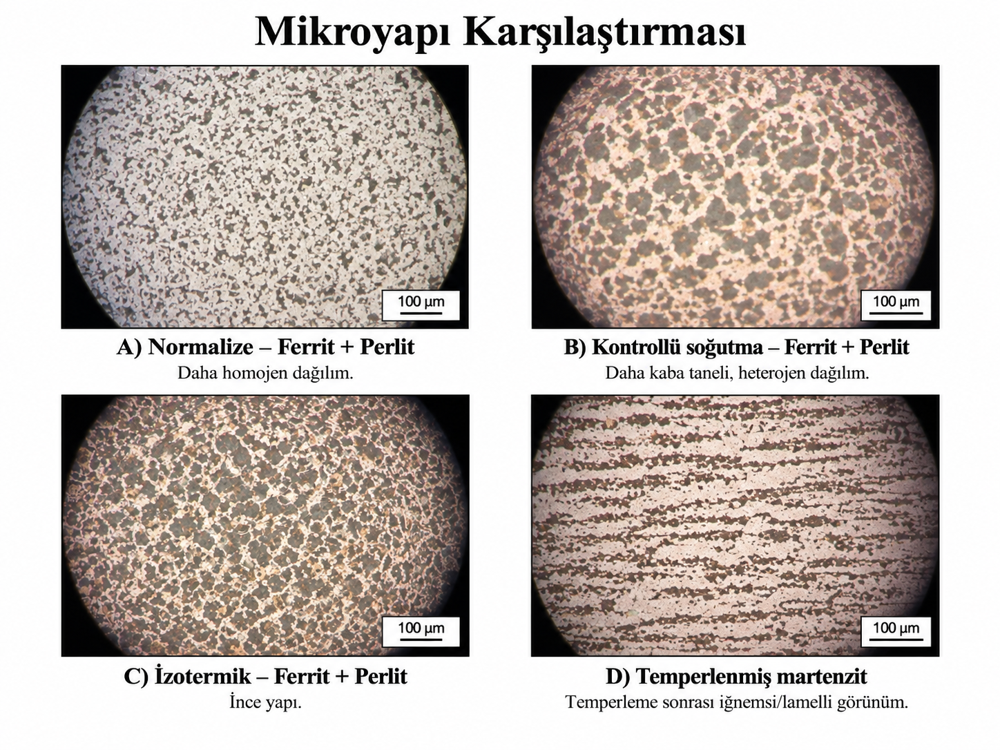 Mikroyapı Karşılaştırması
100 µm
100 µm
A) Normalize – Ferrit + Perlit
Daha homojen dağılım.
B) Kontrollü soğutma – Ferrit + Perlit
Daha kaba taneli, heterojen dağılım.
100 µm
100 µm
C) İzotermik – Ferrit + Perlit
İnce yapı.
D) Temperlenmiş martenzit
Temperleme sonrası iğnemsi/lamelli görünüm.